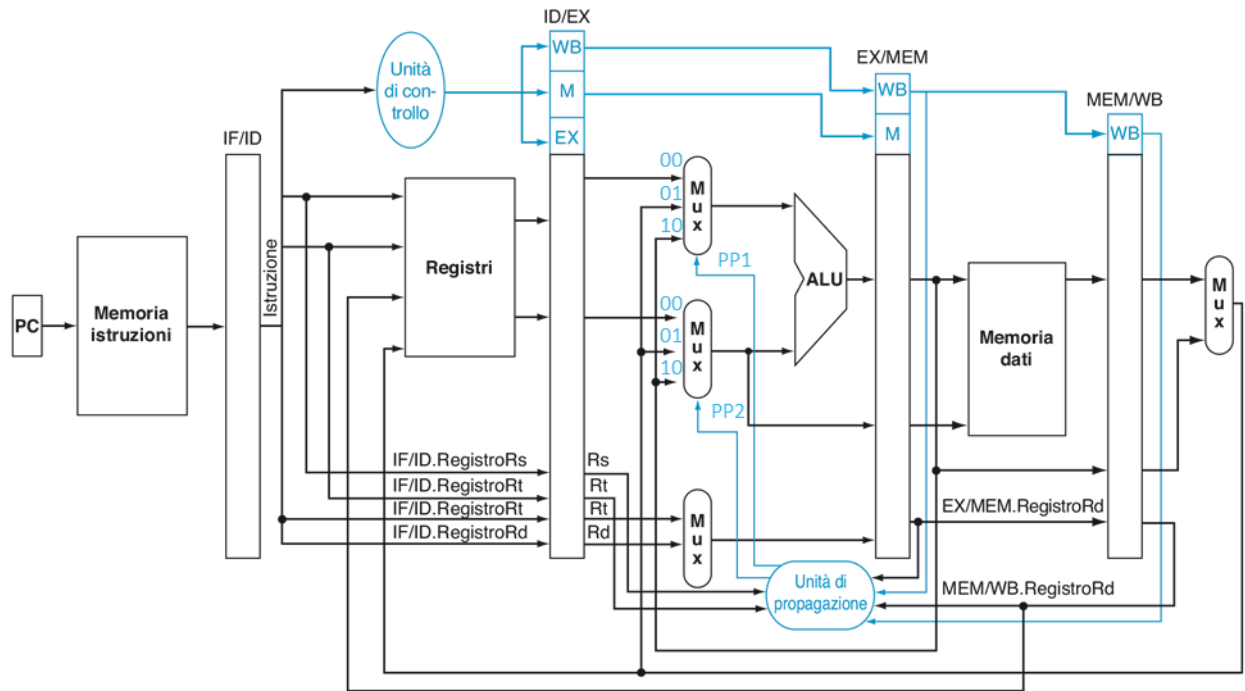 ID/EX
WB
M
EX
Unità
di con-
trollo
EX/MEM
WB
M
MEM/WB
WB
IF/ID
Istruzione
PC
Memoria
istruzioni
Registri
00
01
10
Mux
PP1
00
01
10
Mux
PP2
ALU
Memoria
dati
Mux
IF/ID.RegistroRs
IF/ID.RegistroRt
IF/ID.RegistroRt
IF/ID.RegistroRd
Rs
Rt
Rt
Rd
Mux
EX/MEM.RegistroRd
Unità di
propagazione
MEM/WB.RegistroRd